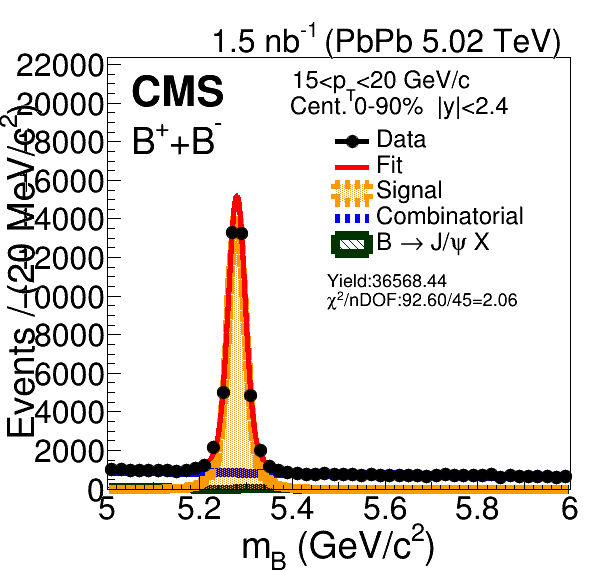 1.5 nb⁻¹ (PbPb 5.02 TeV)
CMS
B⁺+B⁻
15<p_T<20 GeV/c
Cent. 0-90% |y|<2.4
Data
Fit
Signal
Combinatorial
B → J/ψ X
Yield:36568.44
χ²/nDOF:92.60/45=2.06
Events / (20 MeV/c²)
22000
20000
18000
16000
14000
12000
10000
8000
6000
4000
2000
0
5 5.2 5.4 5.6 5.8 6
m_B (GeV/c²)